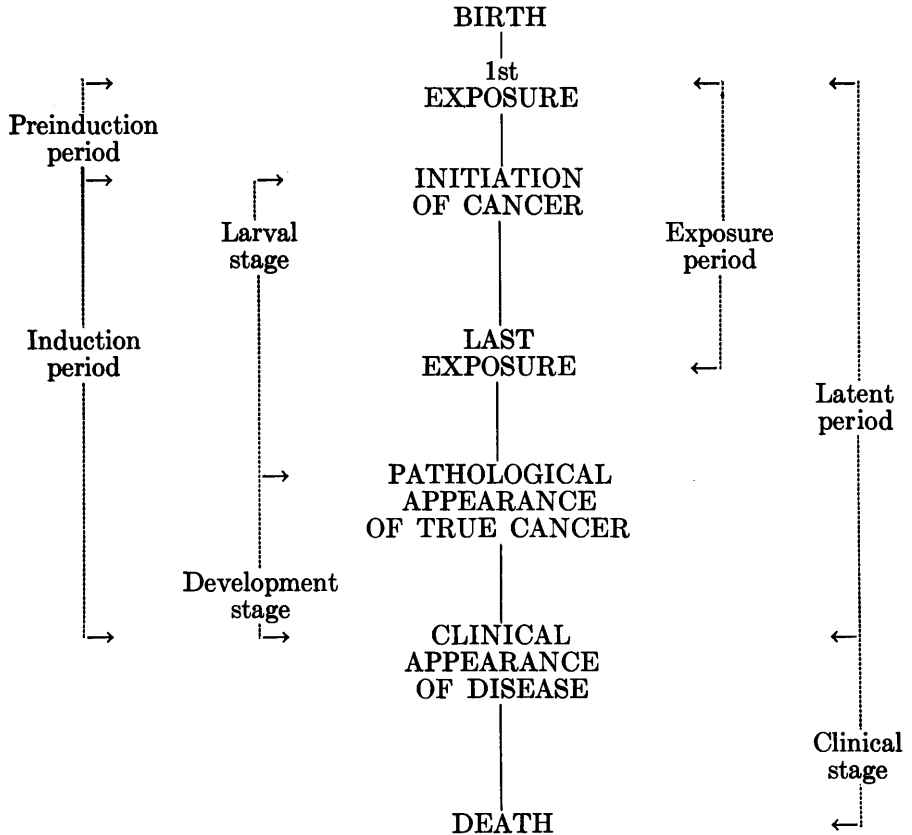 BIRTH
1st
EXPOSURE
Preinduction
period
INITIATION
OF CANCER
Larval
stage
Exposure
period
Induction
period
LAST
EXPOSURE
Latent
period
PATHOLOGICAL
APPEARANCE
OF TRUE CANCER
Development
stage
CLINICAL
APPEARANCE
OF DISEASE
Clinical
stage
DEATH